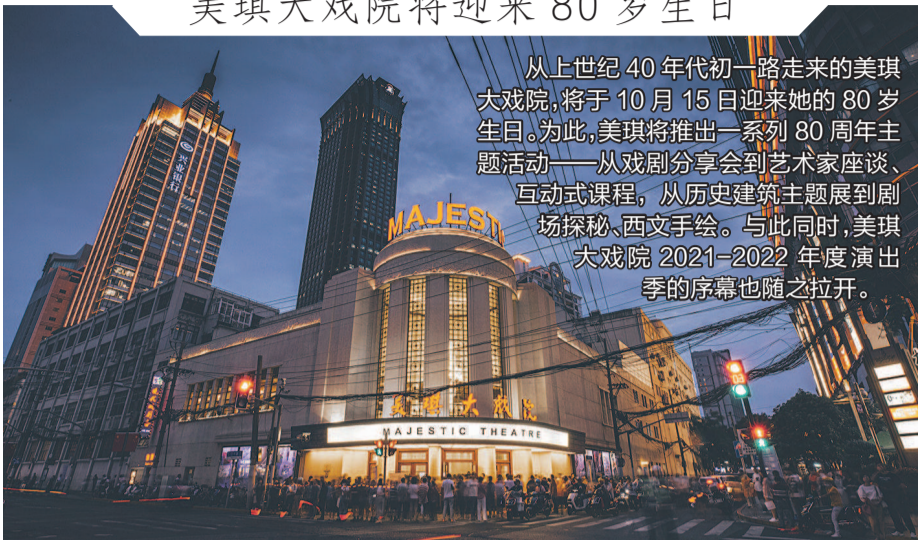 美琪大戏院将迎来 80 岁生日
从上世纪 40 年代初一路走来的美琪
大戏院,将于 10 月 15 日迎来她的 80 岁
生日。为此,美琪将推出一系列 80 周年主
题活动——从戏剧分享会到艺术家座谈、
互动式课程，从历史建筑主题展到剧
场探秘、西文手绘。与此同时,美琪
大戏院 2021-2022 年度演出
季的序幕也随之拉开。
兴业银行
MAJESTIC
美琪大戏院
MAJESTIC THEATRE